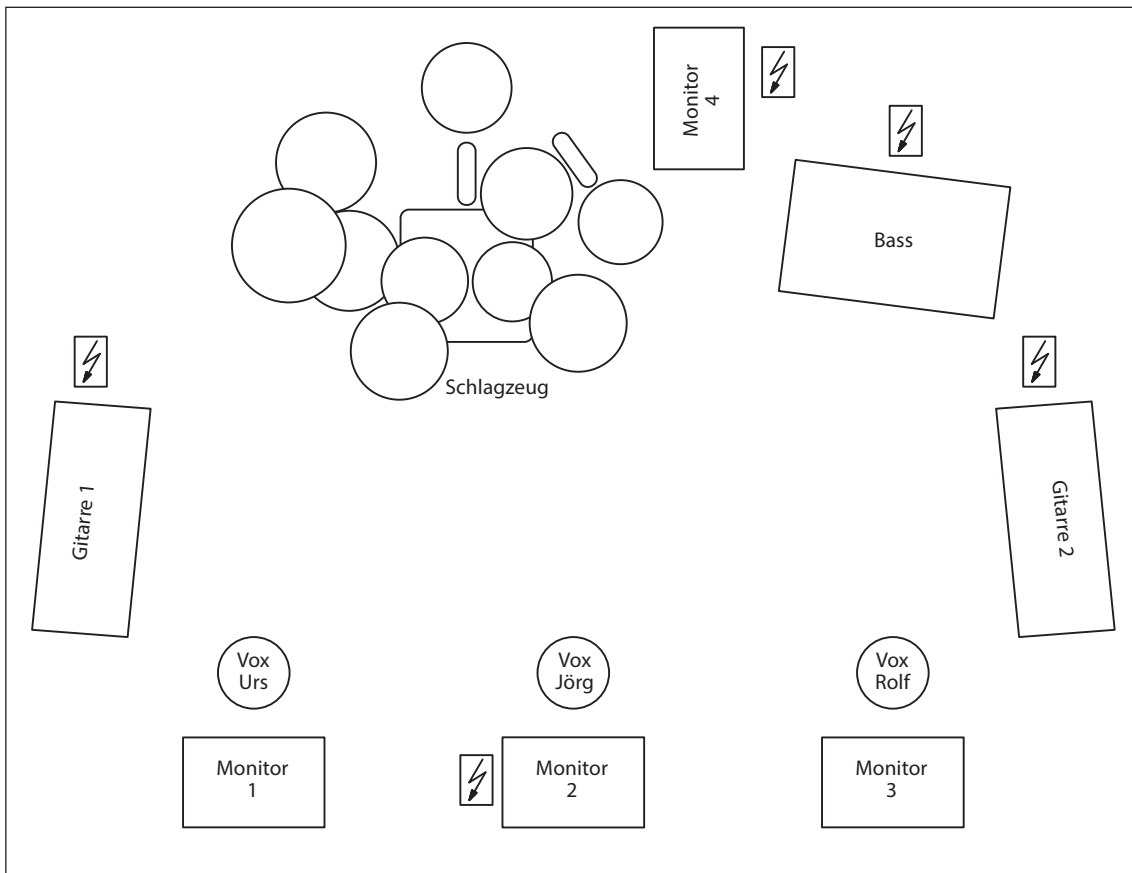 Monitor
4
Bass
Schlagzeug
Gitarre 1
Gitarre 2
Vox
Urs
Vox
Jörg
Vox
Rolf
Monitor
1
Monitor
2
Monitor
3